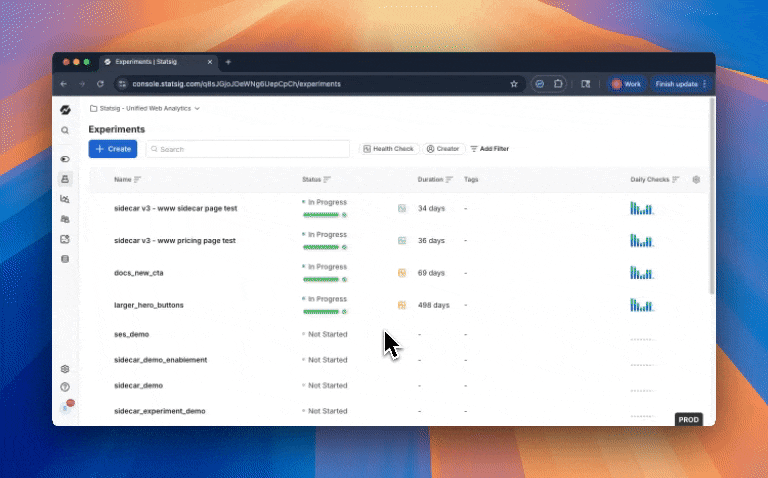 Experiments | Statsig
console.statsig.com/q8sJGjoJDeWNg6UepCpCh/experiments
Work
Finish update
Statsig - Unified Web Analytics
Experiments
Create
Search
Health Check
Creator
Add Filter
Name Status Duration Tags Daily Checks
sidecar v3 - www sidecar page test In Progress 34 days -
sidecar v3 - www pricing page test In Progress 36 days -
docs_new_cta In Progress 69 days -
larger_hero_buttons In Progress 498 days -
ses_demo Not Started - -
sidecar_demo_enablement Not Started - -
sidecar_demo Not Started - -
sidecar_experiment_demo Not Started - -
PROD